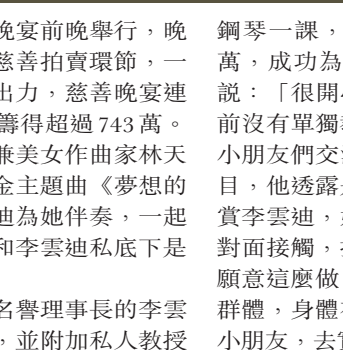 晚宴前晚舉行，晚
慈善拍賣環節，一
出力，慈善晚宴連
籌得超過 743 萬。
兼美女作曲家林天
金主題曲《夢想的
迪為她伴奏，一起
和李雲迪私底下是
名譽理事長的李雲
，並附加私人教授
鋼琴一課，
萬，成功為
說：「很開
前沒有單獨
小朋友們交
目，他透露
賞李雲迪，
對面接觸，
願意這麼做
群體，身體
小朋友，去